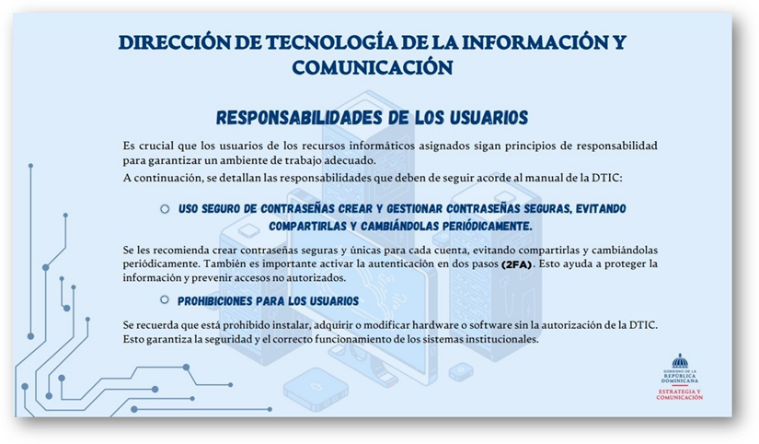 DIRECCIÓN DE TECNOLOGÍA DE LA INFORMACIÓN Y
COMUNICACIÓN
RESPONSABILIDADES DE LOS USUARIOS
Es crucial que los usuarios de los recursos informáticos asignados sigan principios de responsabilidad
para garantizar un ambiente de trabajo adecuado.
A continuación, se detallan las responsabilidades que deben de seguir acorde al manual de la DTIC:
USO SEGURO DE CONTRASEÑAS CREAR Y GESTIONAR CONTRASEÑAS SEGURAS, EVITANDO
COMPARTIRLAS Y CAMBIÁNDOLAS PERIÓDICAMENTE.
Se les recomienda crear contraseñas seguras y únicas para cada cuenta, evitando compartirlas y cambiándolas
periódicamente. También es importante activar la autenticación en dos pasos (2FA). Esto ayuda a proteger la
información y prevenir accesos no autorizados.
PROHIBICIONES PARA LOS USUARIOS
Se recuerda que está prohibido instalar, adquirir o modificar hardware o software sin la autorización de la DTIC.
Esto garantiza la seguridad y el correcto funcionamiento de los sistemas institucionales.
GOBIERNO DE LA
REPÚBLICA
DOMINICANA
ESTRATEGIA Y
COMUNICACIÓN